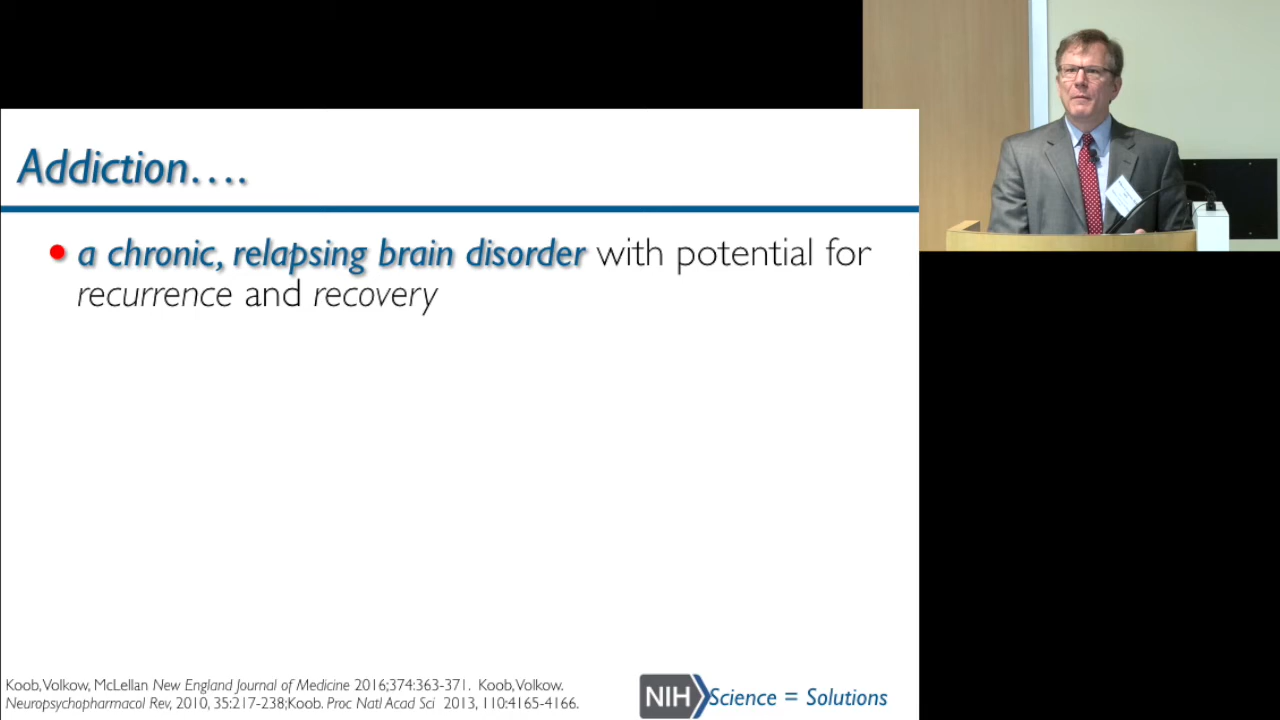 Addiction….
• a chronic, relapsing brain disorder with potential for
recurrence and recovery
Koob, Volkow, McLellan New England Journal of Medicine 2016;374:363-371. Koob, Volkow.
Neuropsychopharmacol Rev, 2010, 35:217-238;Koob. Proc Natl Acad Sci 2013, 110:4165-4166.
NIH Science = Solutions